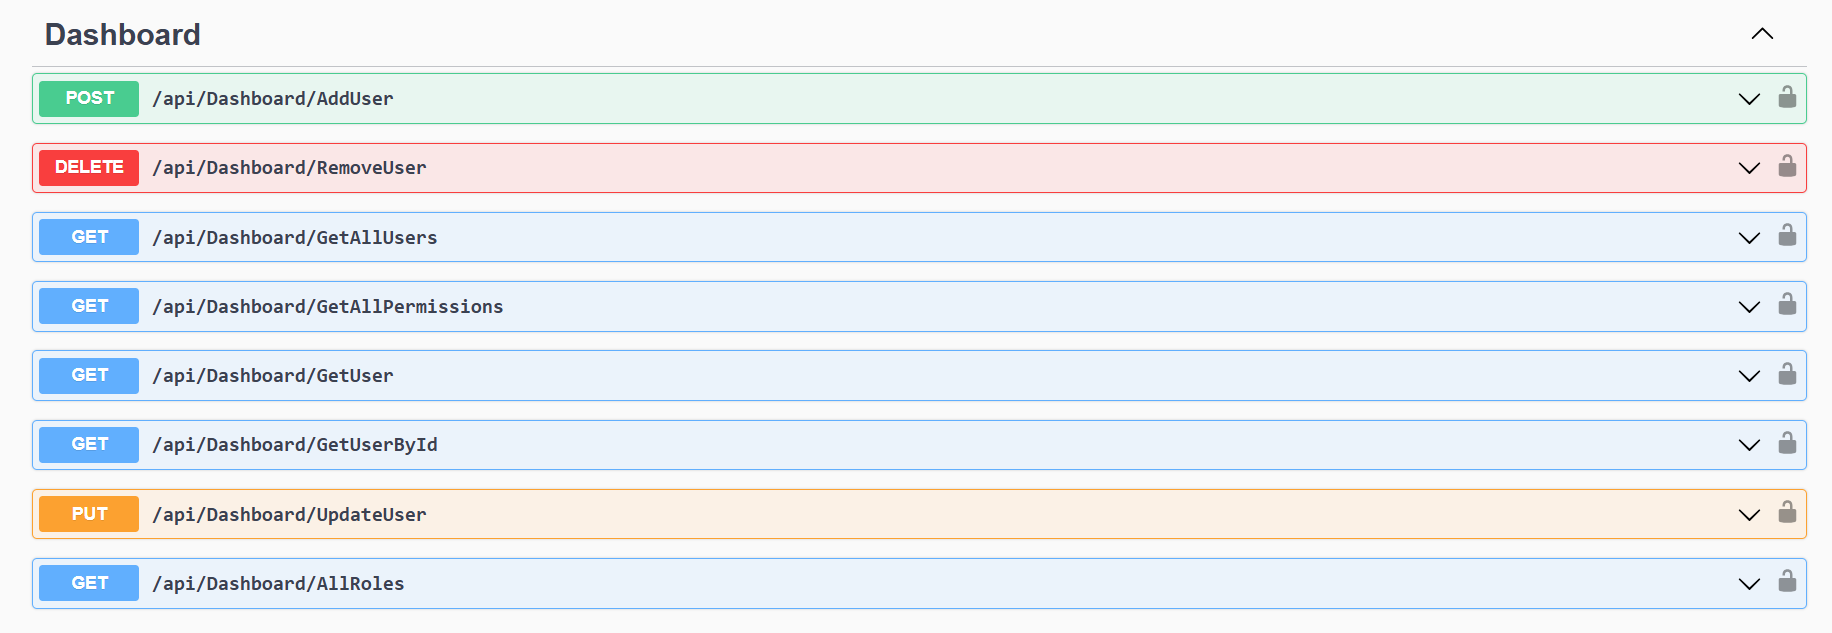 Dashboard
POST /api/Dashboard/AddUser
DELETE /api/Dashboard/RemoveUser
GET /api/Dashboard/GetAllUsers
GET /api/Dashboard/GetAllPermissions
GET /api/Dashboard/GetUser
GET /api/Dashboard/GetUserById
PUT /api/Dashboard/UpdateUser
GET /api/Dashboard/AllRoles